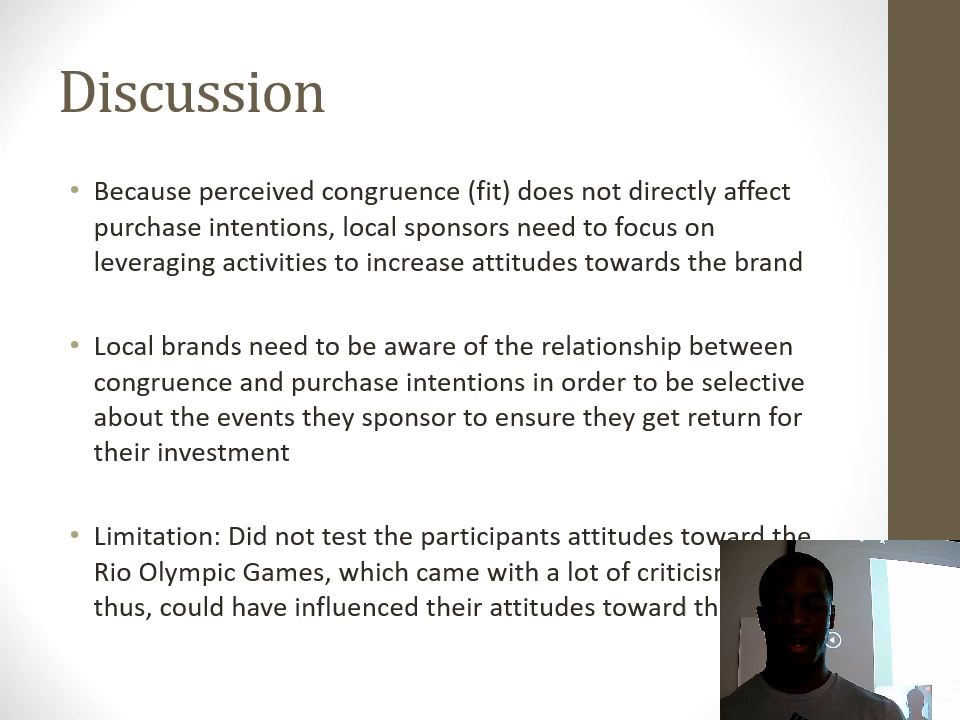 Discussion
• Because perceived congruence (fit) does not directly affect
purchase intentions, local sponsors need to focus on
leveraging activities to increase attitudes towards the brand
• Local brands need to be aware of the relationship between
congruence and purchase intentions in order to be selective
about the events they sponsor to ensure they get return for
their investment
• Limitation: Did not test the participants attitudes toward the
Rio Olympic Games, which came with a lot of
thus, could have influenced their attitudes toward